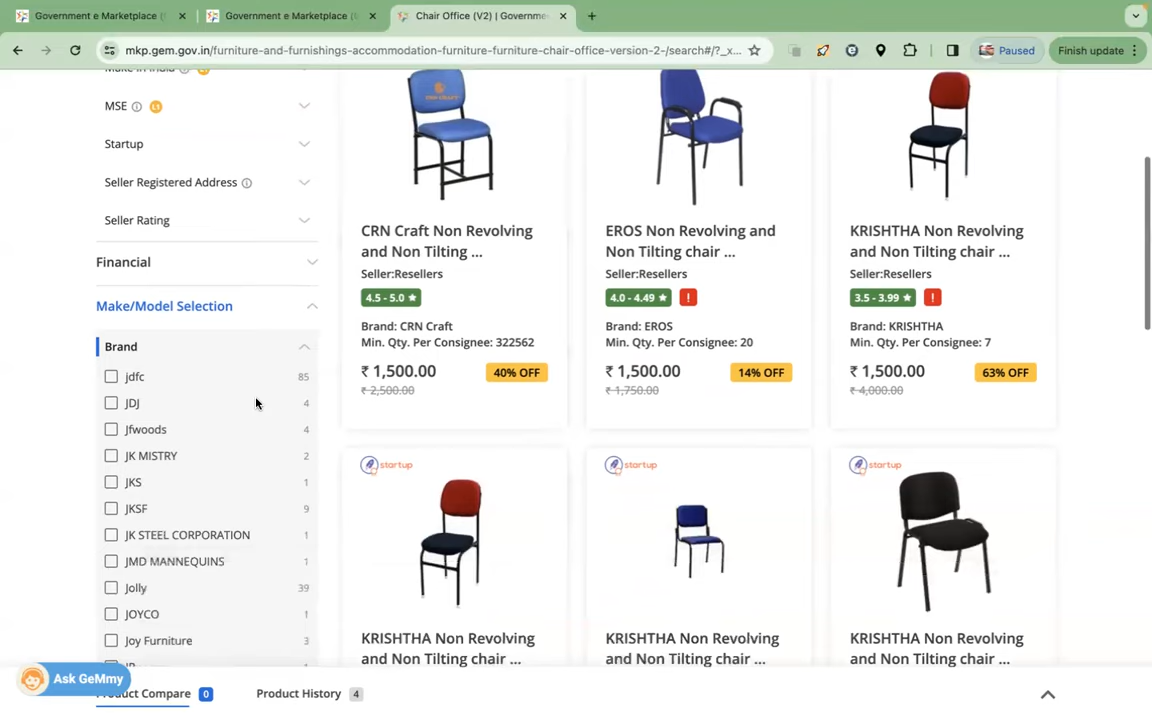 Government e Marketplace (
Government e Marketplace (
Chair Office (V2) | Governme
mkp.gem.gov.in/furniture-and-furnishings-accommodation-furniture-furniture-chair-office-version-2-/search#/?_x...
Paused
Finish update
MSE
Startup
Seller Registered Address
Seller Rating
Financial
Make/Model Selection
Brand
jdfc 85
JDJ 4
Jfwoods 4
JK MISTRY 2
JKS 1
JKSF 9
JK STEEL CORPORATION 1
JMD MANNEQUINS 1
Jolly 39
JOYCO 1
Joy Furniture 3
CRN Craft Non Revolving
and Non Tilting ...
Seller:Resellers
4.5 - 5.0
Brand: CRN Craft
Min. Qty. Per Consignee: 322562
₹ 1,500.00
40% OFF
₹ 2,500.00
EROS Non Revolving and
Non Tilting chair ...
Seller:Resellers
4.0 - 4.49
!
Brand: EROS
Min. Qty. Per Consignee: 20
₹ 1,500.00
14% OFF
₹ 1,750.00
KRISHTHA Non Revolving
and Non Tilting chair ...
Seller:Resellers
3.5 - 3.99
!
Brand: KRISHTHA
Min. Qty. Per Consignee: 7
₹ 1,500.00
63% OFF
₹ 4,000.00
startup
KRISHTHA Non Revolving
and Non Tilting chair ...
startup
KRISHTHA Non Revolving
and Non Tilting chair ...
startup
KRISHTHA Non Revolving
and Non Tilting chair ...
Ask GeMmy
Product Compare 0
Product History 4